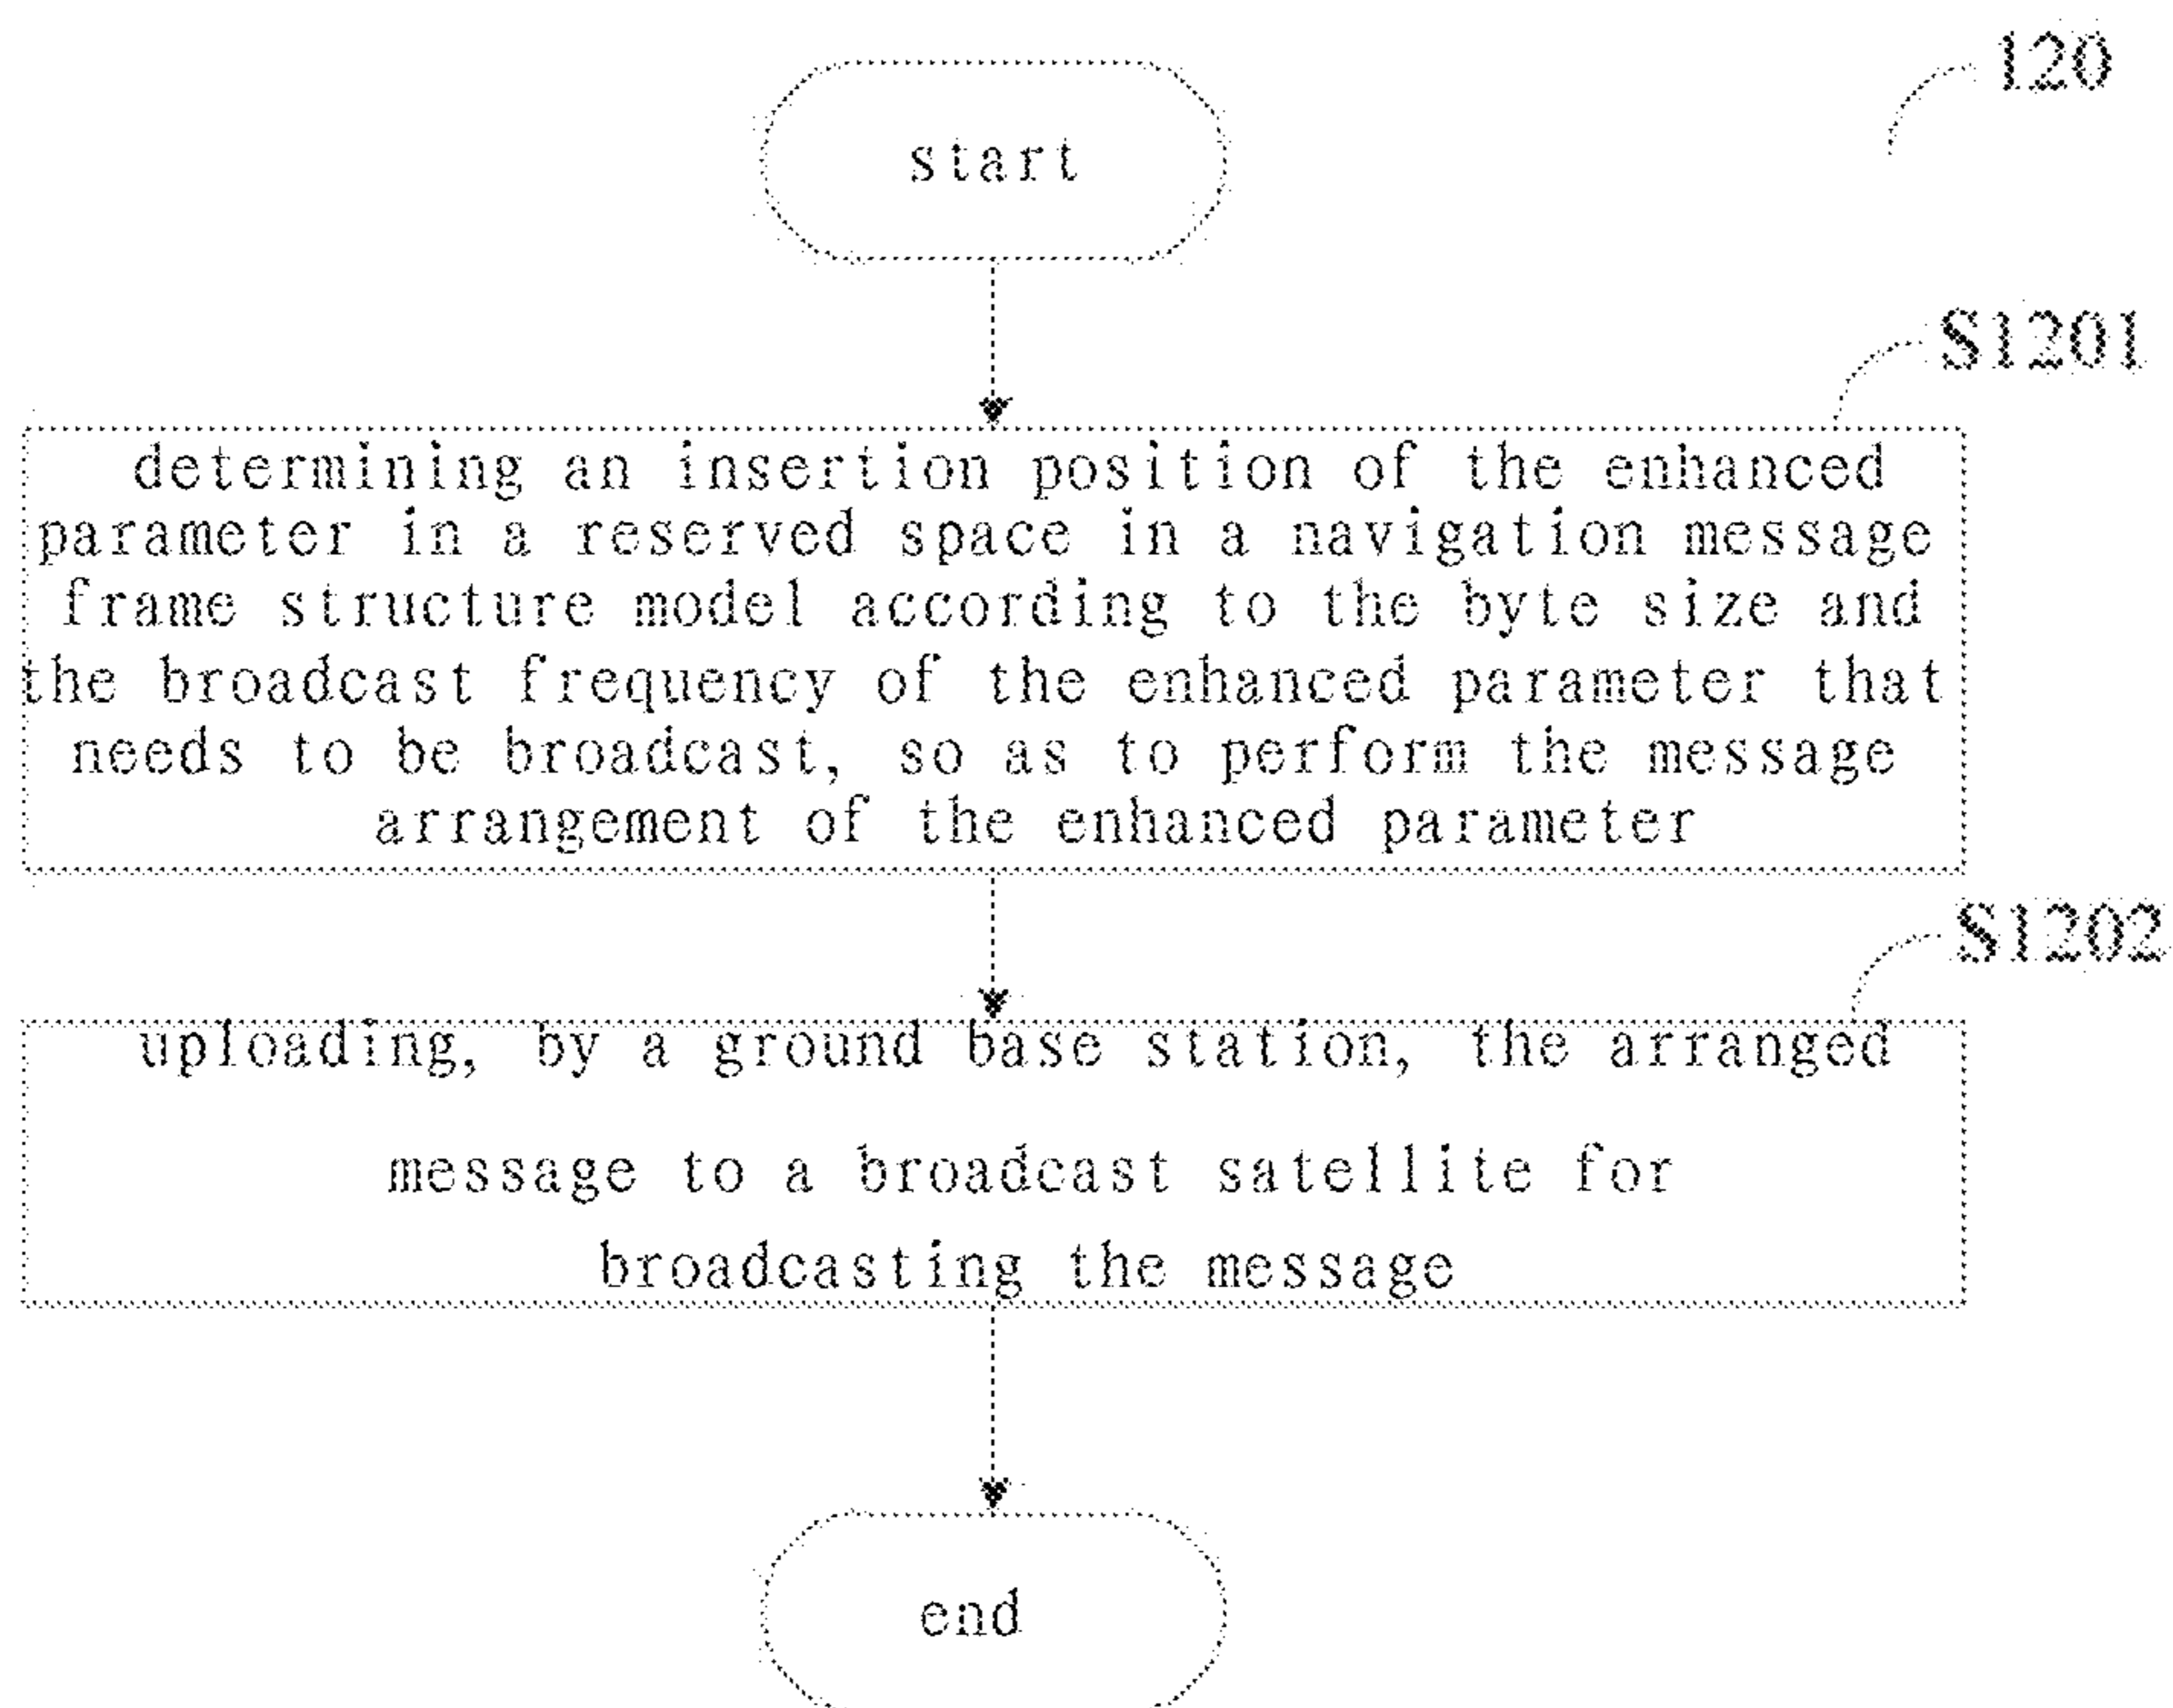 120
start
S1201
determining an insertion position of the enhanced
parameter in a reserved space in a navigation message
frame structure model according to the byte size and
the broadcast frequency of the enhanced parameter that
needs to be broadcast, so as to perform the message
arrangement of the enhanced parameter
S1202
uploading, by a ground base station, the arranged
message to a broadcast satellite for
broadcasting the message
end